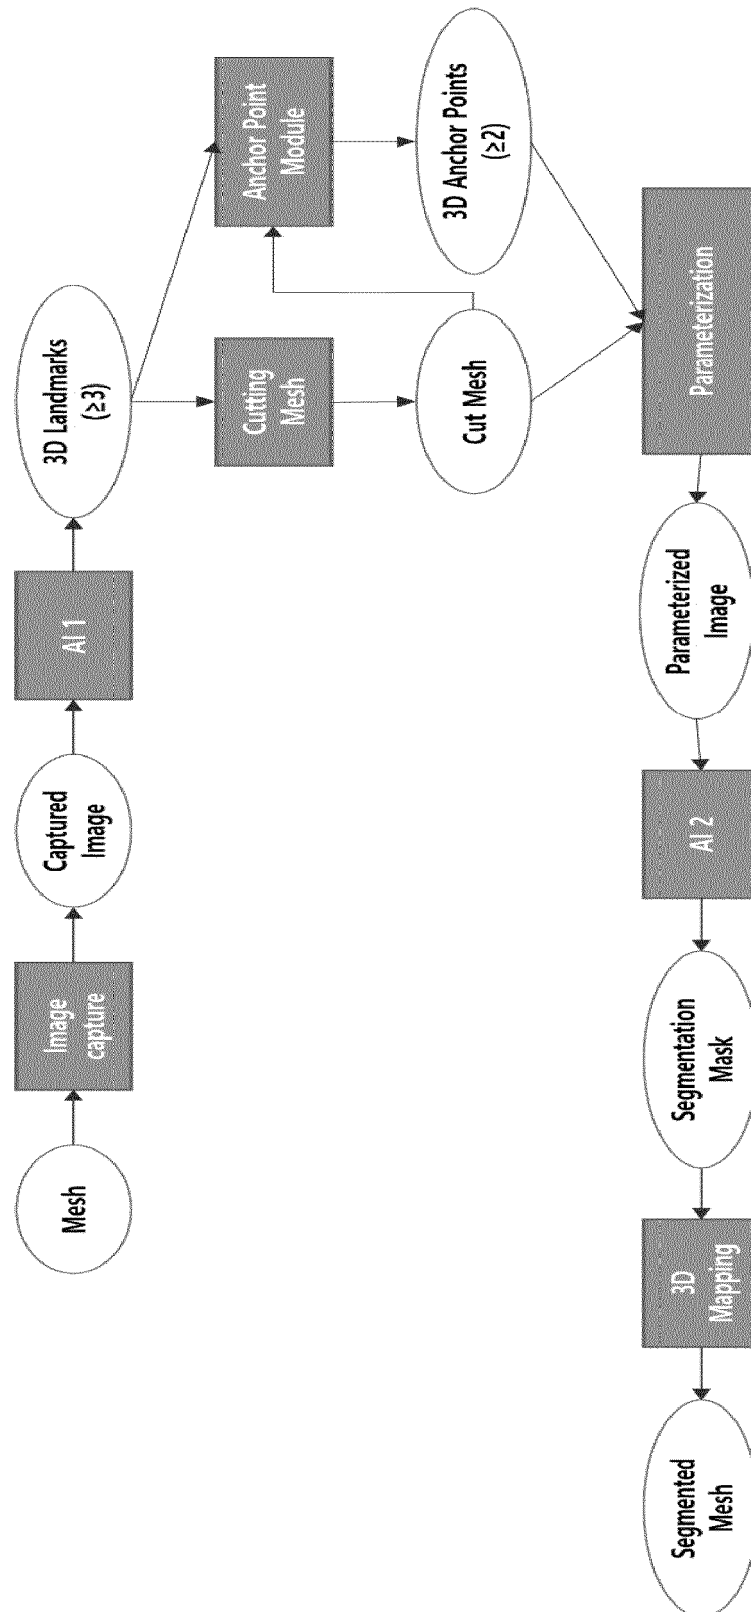 Mesh
Image
capture
Captured
Image
AI 1
3D Landmarks
(≥3)
Cutting
Mesh
Anchor Point
Module
Cut Mesh
3D Anchor Points
(≥2)
Parameterization
Parameterized
Image
AI 2
Segmentation
Mask
3D
Mapping
Segmented
Mesh